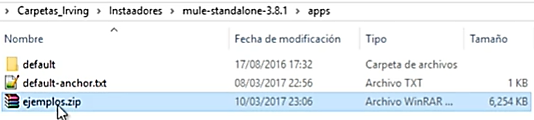 Carpetas_Irving > Instaadores > mule-standalone-3.8.1 > apps
Nombre Fecha de modificación Tipo Tamaño
default 17/08/2016 17:32 Carpeta de archivos
default-anchor.txt 08/03/2017 22:56 Archivo TXT 1 KB
ejemplos.zip 10/03/2017 23:06 Archivo WinRAR ... 6,254 KB